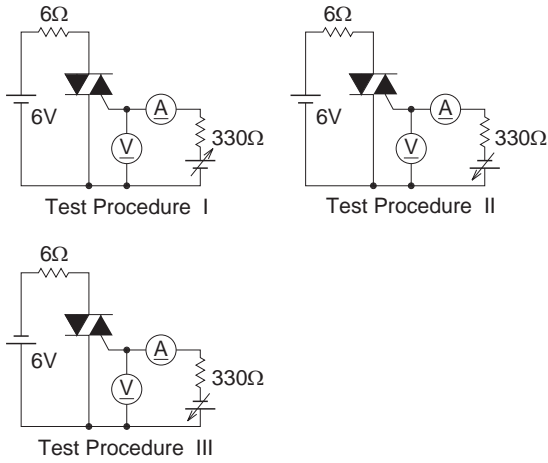 6Ω
6V
A
V
330Ω
Test Procedure I
6Ω
6V
A
V
330Ω
Test Procedure II
6Ω
6V
A
V
330Ω
Test Procedure III